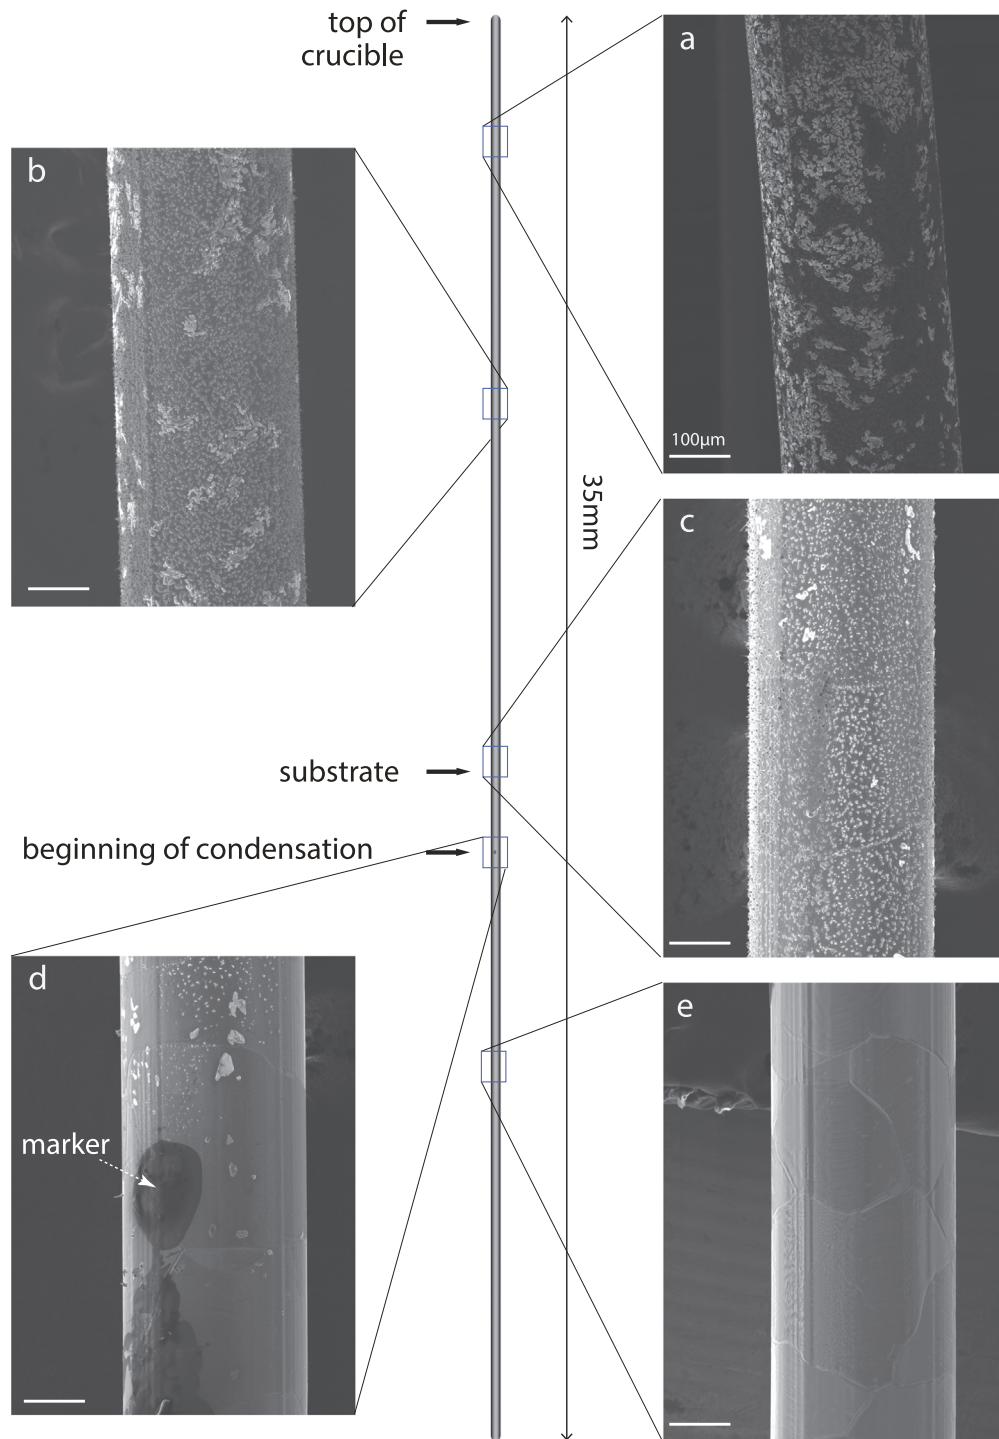 top of
crucible
a
b
100µm
35mm
c
substrate
beginning of condensation
d
marker
e